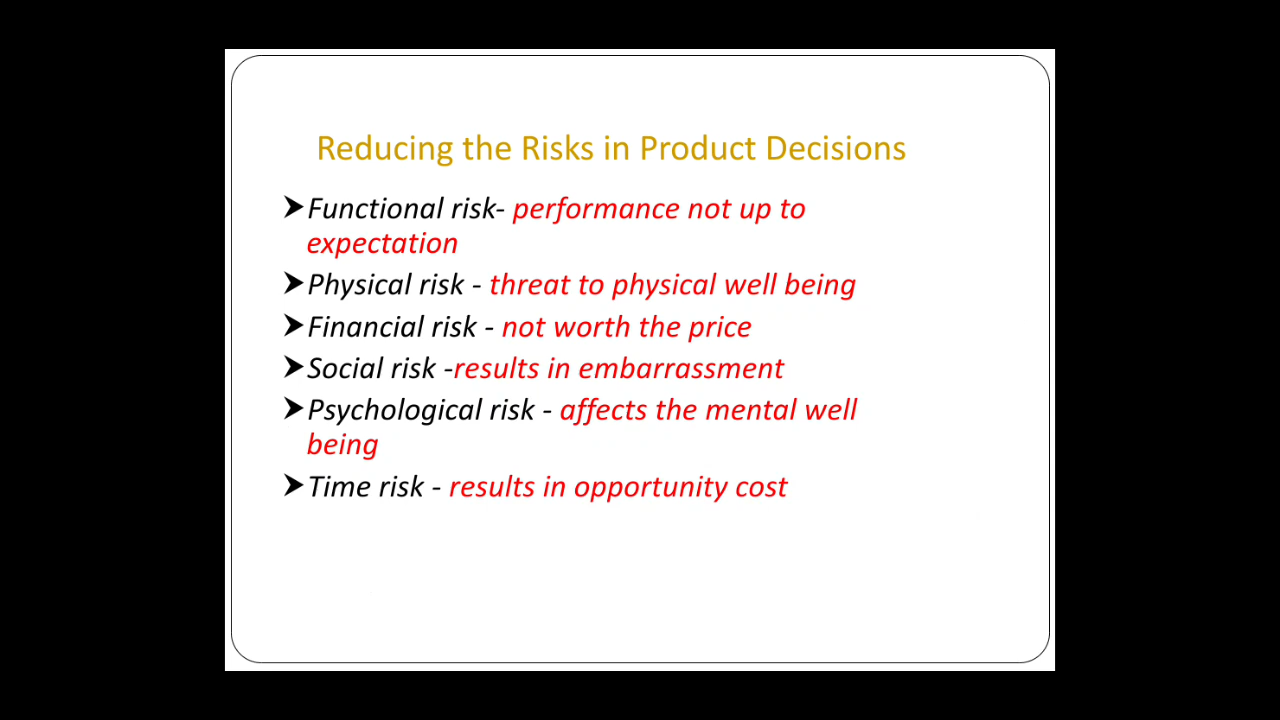 Reducing the Risks in Product Decisions
➤Functional risk- performance not up to
expectation
➤Physical risk - threat to physical well being
➤Financial risk - not worth the price
➤Social risk -results in embarrassment
➤Psychological risk - affects the mental well
being
➤Time risk - results in opportunity cost